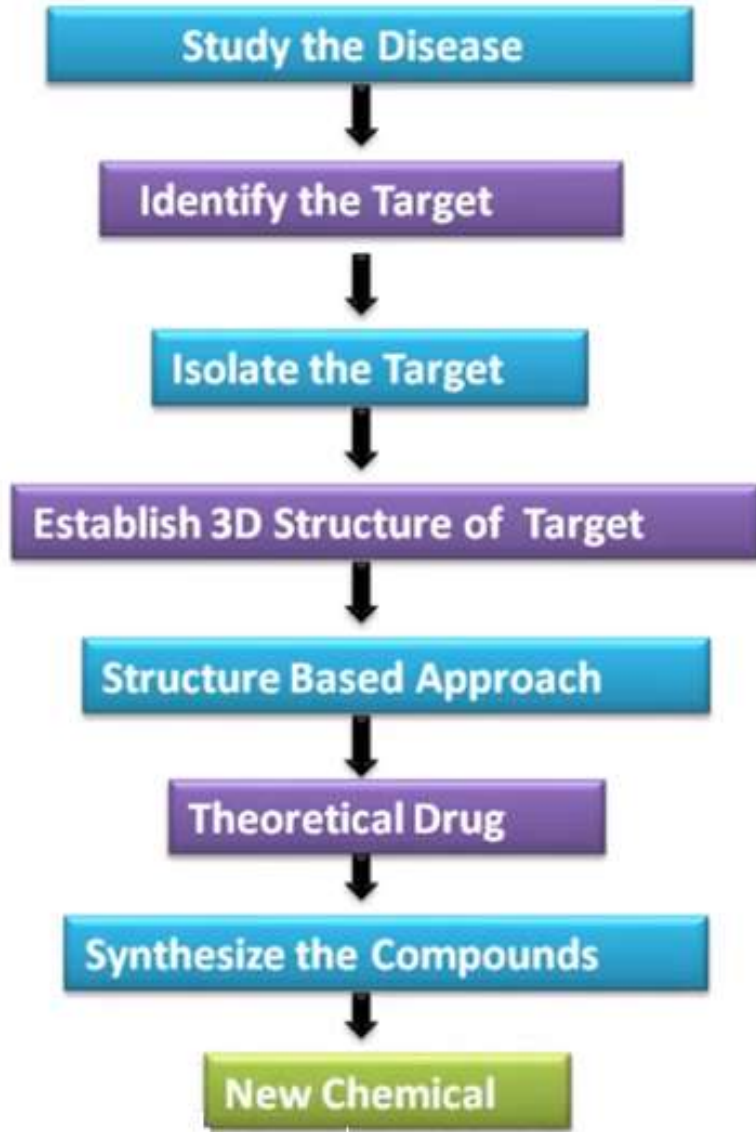 Study the Disease
Identify the Target
Isolate the Target
Establish 3D Structure of Target
Structure Based Approach
Theoretical Drug
Synthesize the Compounds
New Chemical